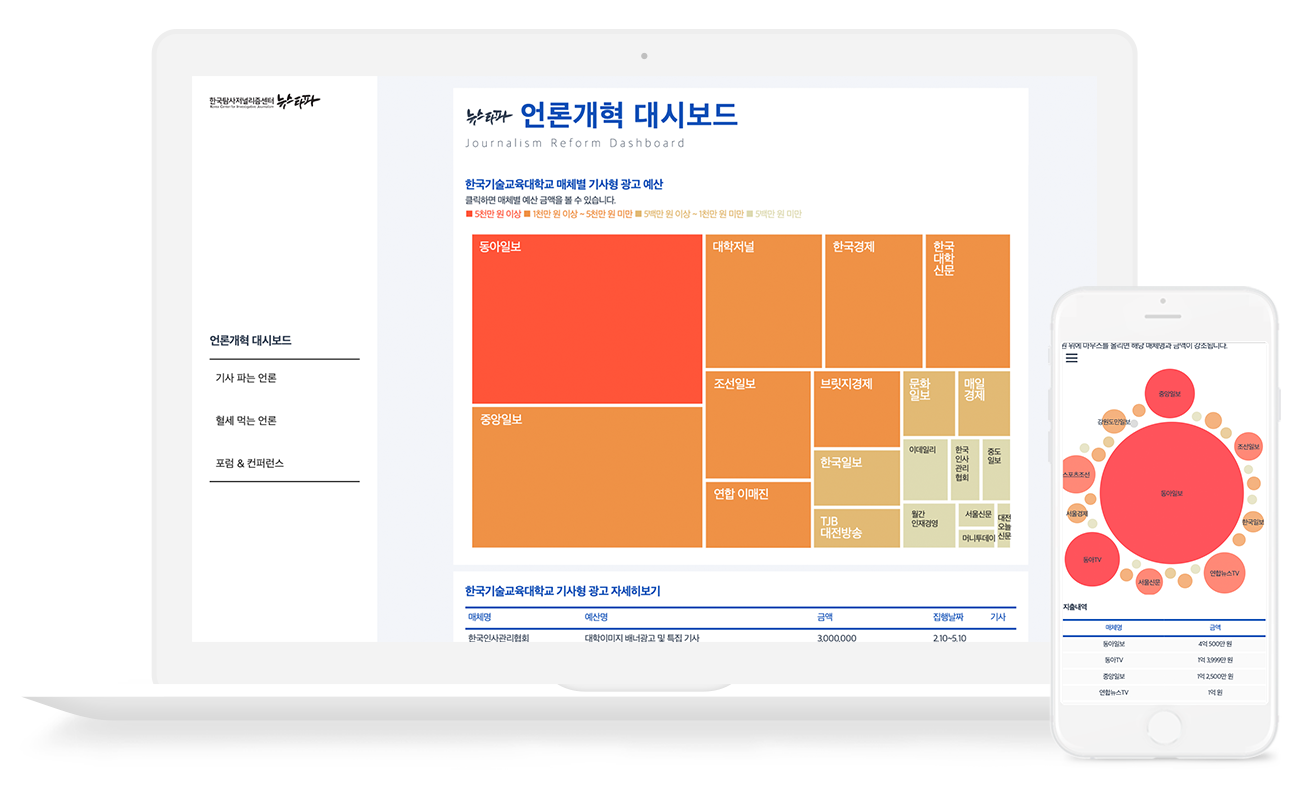 한국탐사저널리즘센터 뉴스타파
Korea Center for Investigative Journalism
언론개혁 대시보드
기사 파는 언론
혈세 먹는 언론
포럼 & 컨퍼런스
뉴스타파 언론개혁 대시보드
Journalism Reform Dashboard
한국기술교육대학교 매체별 기사형 광고 예산
클릭하면 매체별 예산 금액을 볼 수 있습니다.
5천만 원 이상 1천만 원 이상 ~ 5천만 원 미만 5백만 원 이상 ~ 1천만 원 미만 5백만 원 미만
동아일보
대학저널
한국경제
한국
대학
신문
중앙일보
조선일보
연합 이매진
브릿지경제
문화
일보
매일
경제
한국일보
TJB
대전방송
이데일리
한국
인사
관리
협회
중도
일보
월간
인재경영
서울신문
머니투데이
대전
오늘
신문
한국기술교육대학교 기사형 광고 자세히보기
매체명 예산명 금액 집행날짜 기사
한국인사관리협회 대학이미지 배너광고 및 특집 기사 3,000,000 2.10~5.10
원 위에 마우스를 올리면 해당 매체명과 금액이 강조됩니다.
중앙일보
강원도민일보
조선일보
스포츠조선
동아일보
서울경제
한국일보
동아TV
서울신문
연합뉴스TV
지출내역
매체명 금액
동아일보 4억 500만 원
동아TV 1억 3,999만 원
중앙일보 1억 2,500만 원
연합뉴스TV 1억 원